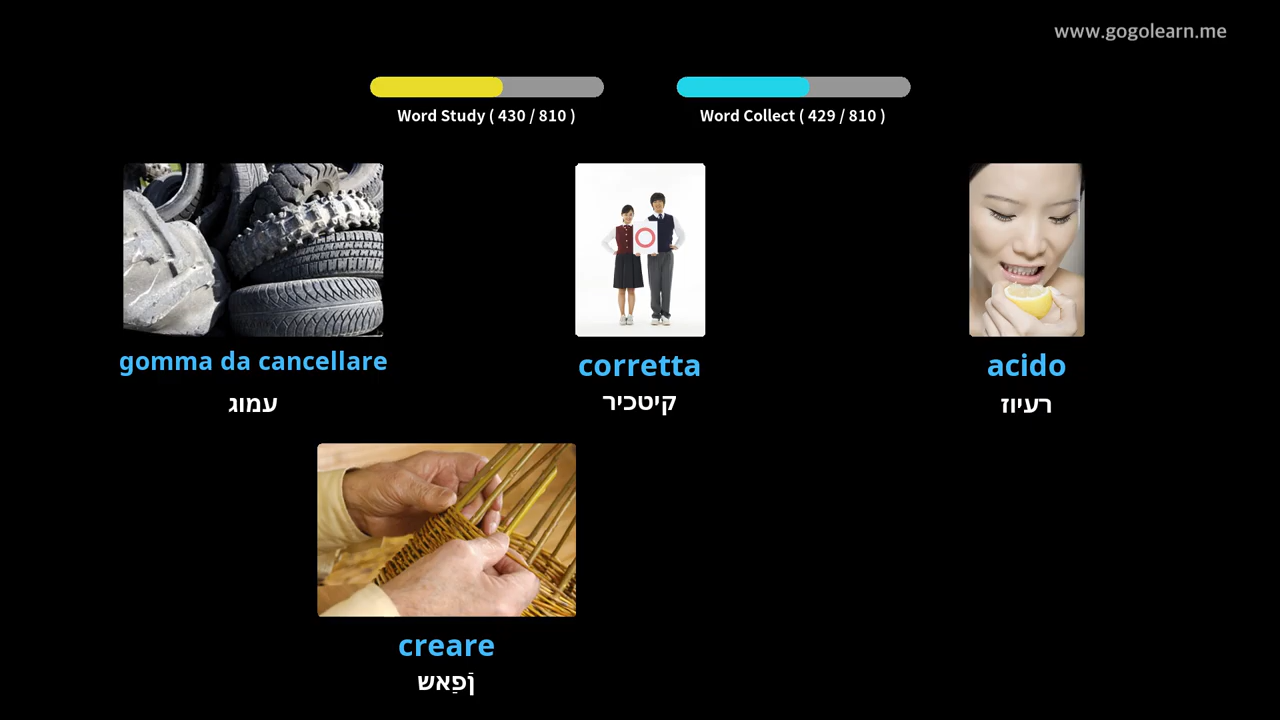 www.gogolearn.me
Word Study ( 430 / 810 )
Word Collect ( 429 / 810 )
gomma da cancellare
עמוג
corretta
קיטכיר
acido
רעיוז
creare
ןֿפַאש